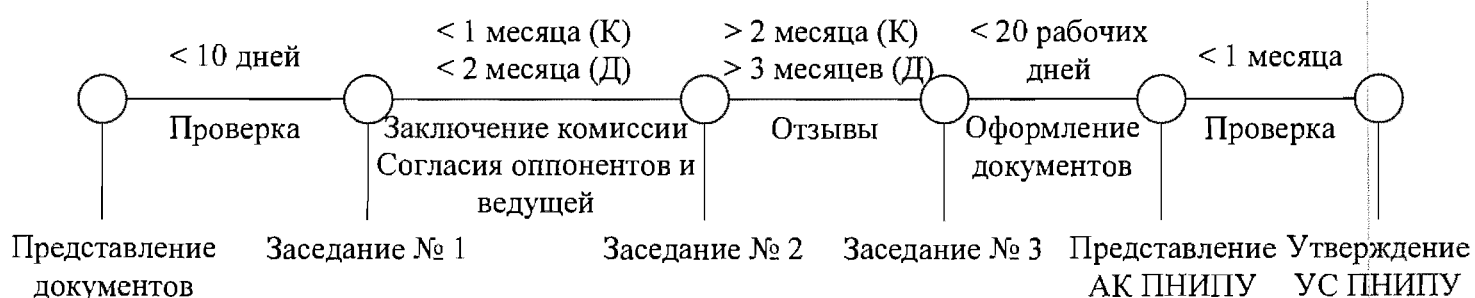 < 10 дней
< 1 месяца (К)
< 2 месяца (Д)
> 2 месяца (К)
> 3 месяцев (Д)
< 20 рабочих
дней
< 1 месяца
Проверка
Заключение комиссии
Согласия оппонентов и
ведущей
Отзывы
Оформление
документов
Проверка
Представление
документов
Заседание № 1
Заседание № 2
Заседание № 3
Представление
АК ПНИПУ
Утверждение
УС ПНИПУ